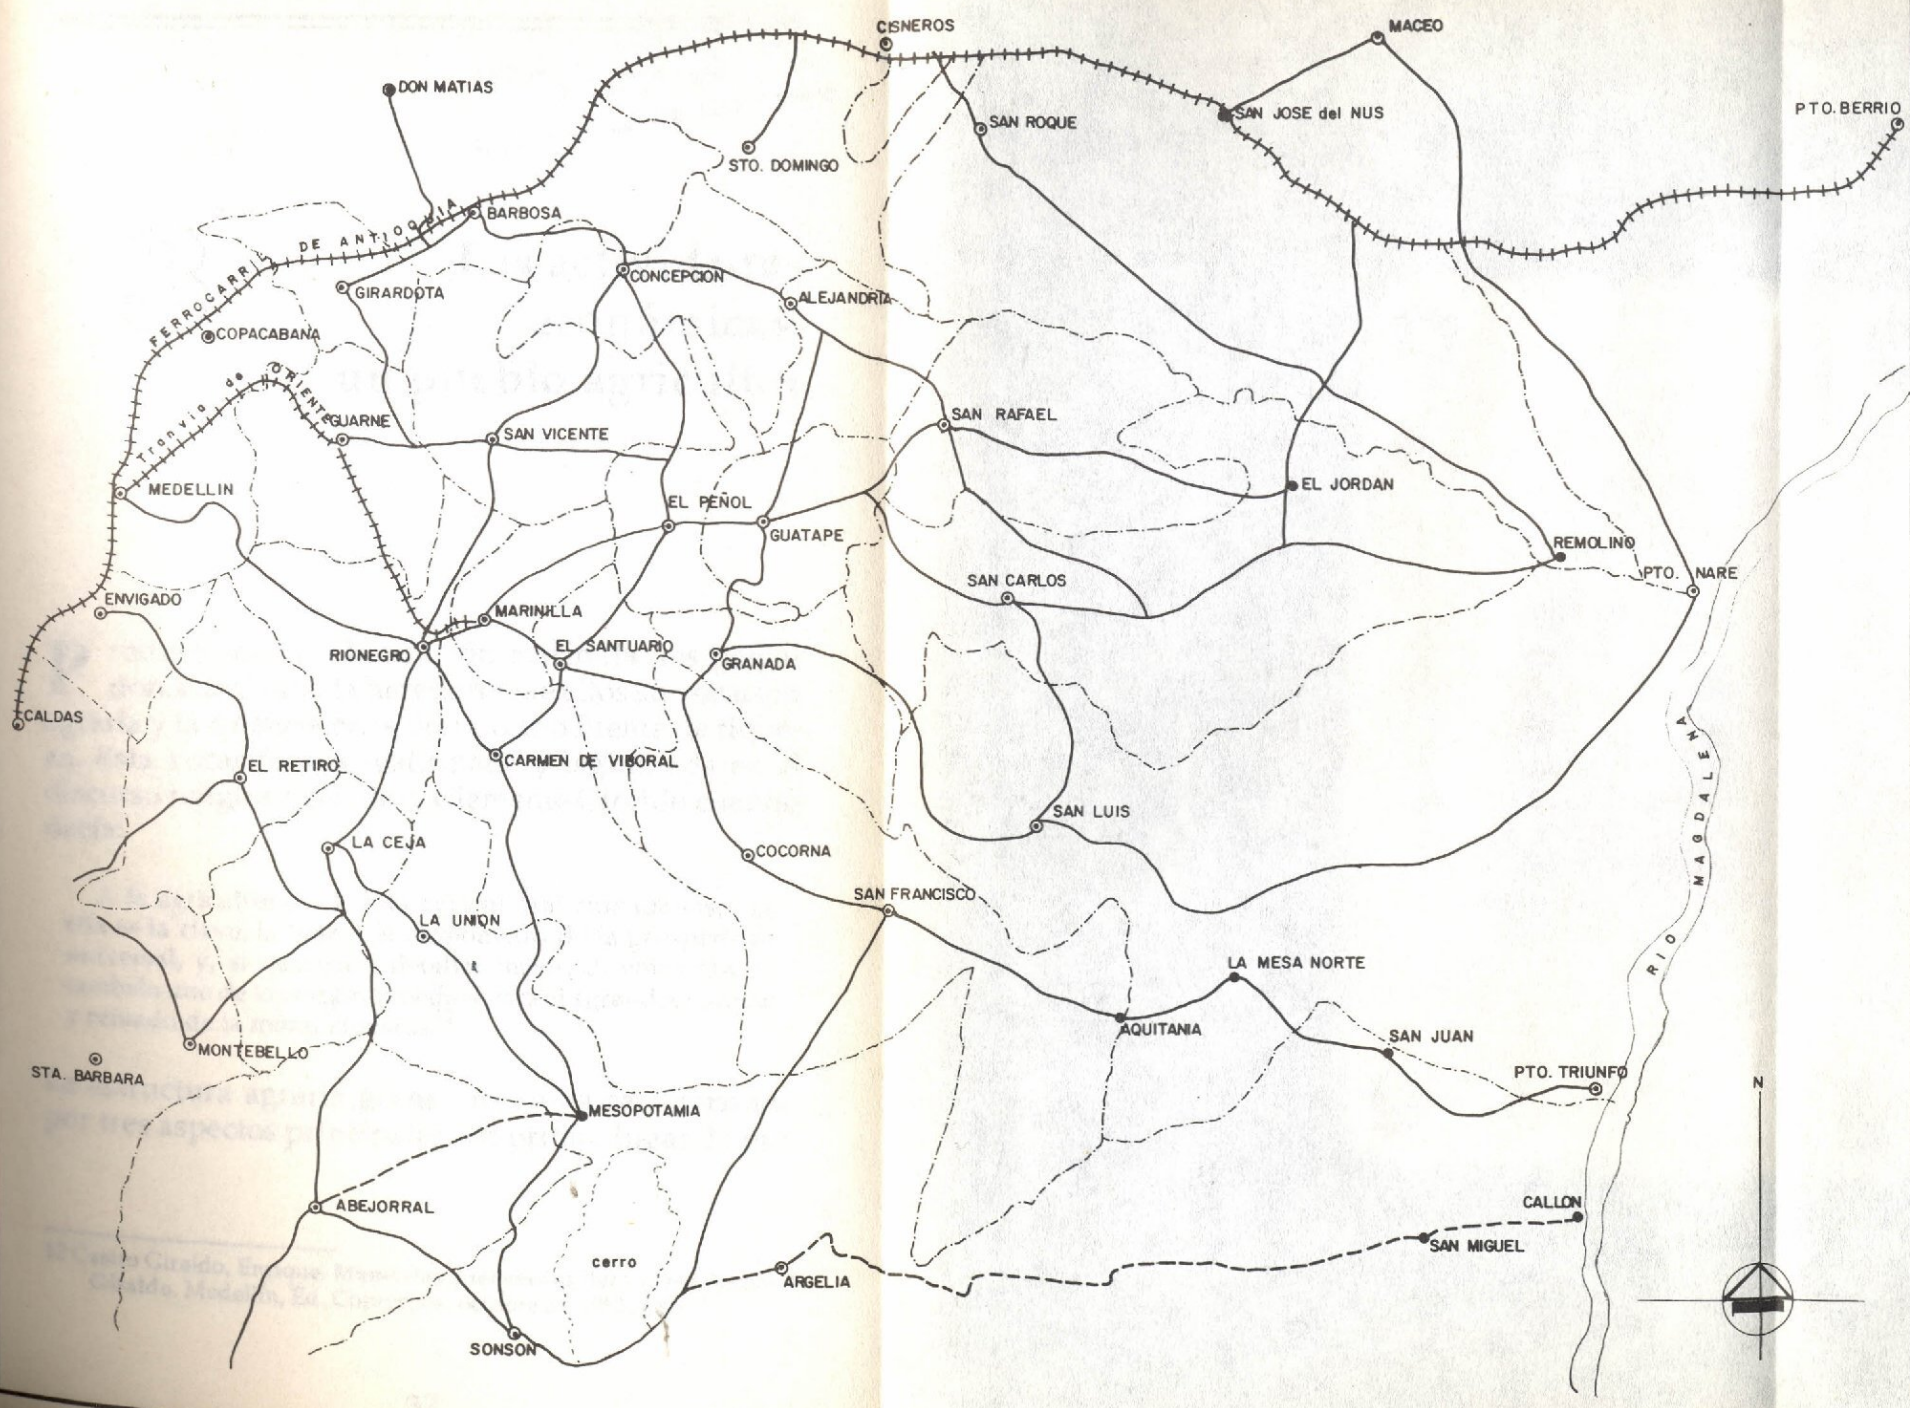 CISNEROS
MACEO
DON MATIAS
SAN JOSE del NUS
PTO. BERRIO
SAN ROQUE
STO. DOMINGO
BARBOSA
FERROCARRIL DE ANTIOQUIA
CONCEPCION
GIRARDOTA
ALEJANDRIA
COPACABANA
Tranvia de ORIENTE
GUARNE
SAN VICENTE
SAN RAFAEL
MEDELLIN
EL JORDAN
EL PEÑOL
GUATAPE
REMOLINO
PTO. NARE
SAN CARLOS
ENVIGADO
MARINILLA
RIONEGRO
EL SANTUARIO
GRANADA
CALDAS
EL RETIRO
CARMEN DE VIBORAL
RIO MAGDALENA
SAN LUIS
LA CEJA
COCORNA
SAN FRANCISCO
LA UNION
LA MESA NORTE
AQUITANIA
SAN JUAN
MONTEBELLO
STA. BARBARA
PTO. TRIUNFO
N
MESOPOTAMIA
ABEJORRAL
CALLON
SAN MIGUEL
cerro
ARGELIA
SONSON